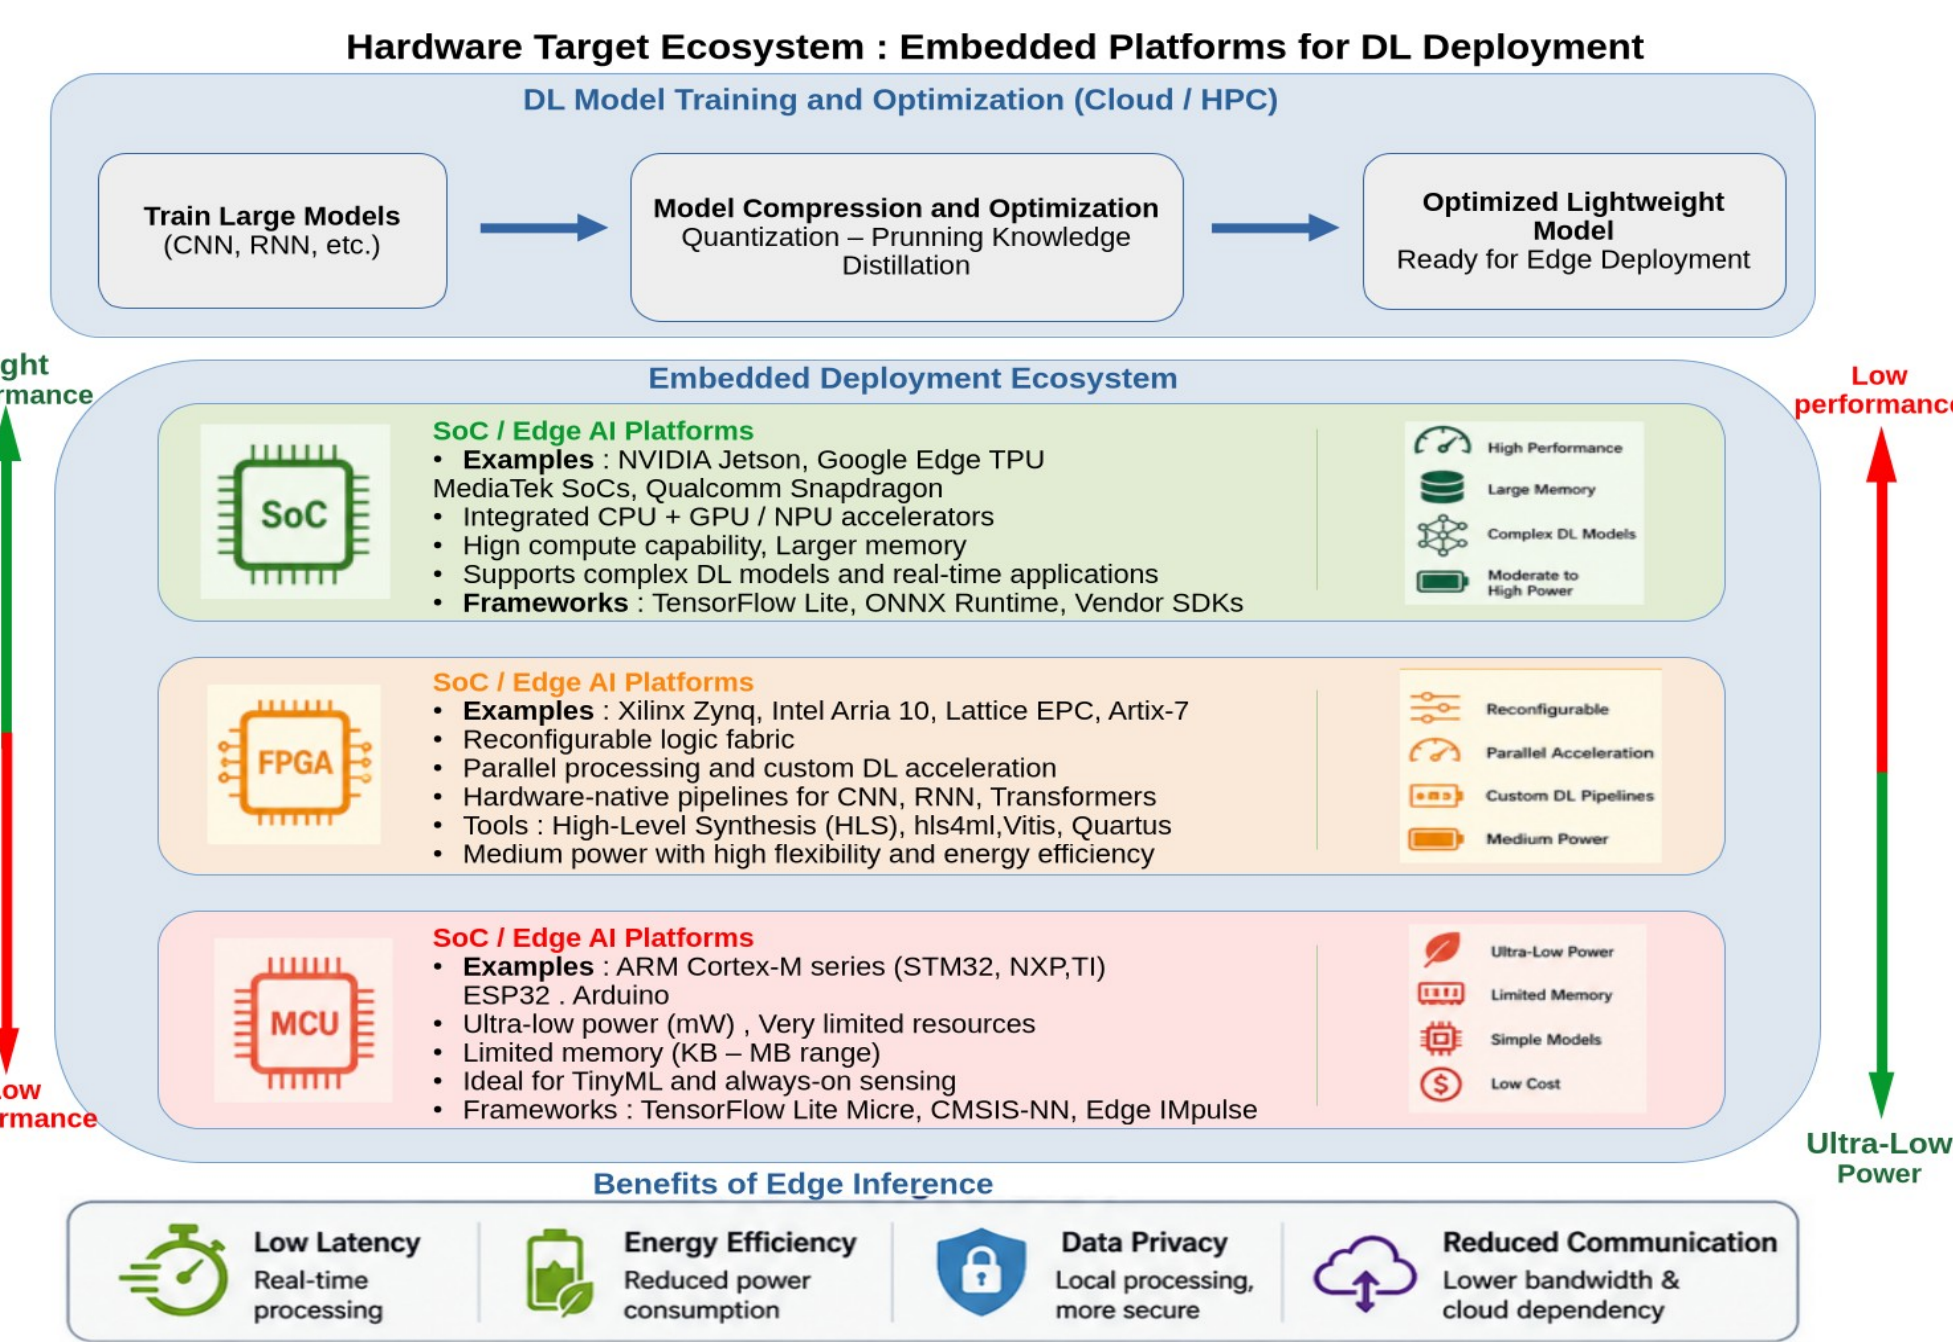 Hardware Target Ecosystem : Embedded Platforms for DL Deployment
DL Model Training and Optimization (Cloud / HPC)
Train Large Models
(CNN, RNN, etc.)
Model Compression and Optimization
Quantization – Prunning Knowledge
Distillation
Optimized Lightweight
Model
Ready for Edge Deployment
ght
rmance
Low
performance
Embedded Deployment Ecosystem
SoC
SoC / Edge AI Platforms
• Examples : NVIDIA Jetson, Google Edge TPU
MediaTek SoCs, Qualcomm Snapdragon
• Integrated CPU + GPU / NPU accelerators
• Hign compute capability, Larger memory
• Supports complex DL models and real-time applications
• Frameworks : TensorFlow Lite, ONNX Runtime, Vendor SDKs
High Performance
Large Memory
Complex DL Models
Moderate to
High Power
FPGA
SoC / Edge AI Platforms
• Examples : Xilinx Zynq, Intel Arria 10, Lattice EPC, Artix-7
• Reconfigurable logic fabric
• Parallel processing and custom DL acceleration
• Hardware-native pipelines for CNN, RNN, Transformers
• Tools : High-Level Synthesis (HLS), hls4ml,Vitis, Quartus
• Medium power with high flexibility and energy efficiency
Reconfigurable
Parallel Acceleration
Custom DL Pipelines
Medium Power
MCU
SoC / Edge AI Platforms
• Examples : ARM Cortex-M series (STM32, NXP,TI)
ESP32 . Arduino
• Ultra-low power (mW) , Very limited resources
• Limited memory (KB – MB range)
• Ideal for TinyML and always-on sensing
• Frameworks : TensorFlow Lite Micre, CMSIS-NN, Edge IMpulse
Ultra-Low Power
Limited Memory
Simple Models
$
Low Cost
ow
rmance
Ultra-Low
Power
Benefits of Edge Inference
Low Latency
Real-time
processing
Energy Efficiency
Reduced power
consumption
Data Privacy
Local processing,
more secure
Reduced Communication
Lower bandwidth &
cloud dependency